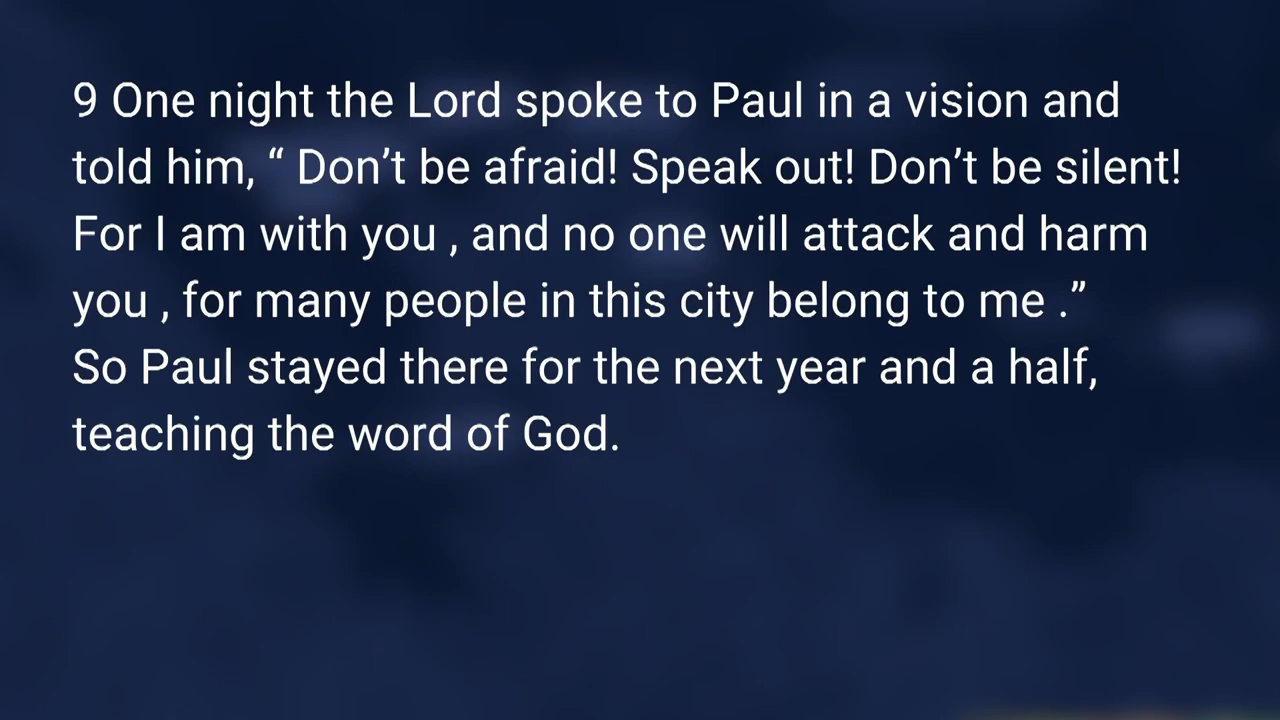 9 One night the Lord spoke to Paul in a vision and
told him, “ Don’t be afraid! Speak out! Don’t be silent!
For I am with you , and no one will attack and harm
you , for many people in this city belong to me .”
So Paul stayed there for the next year and a half,
teaching the word of God.